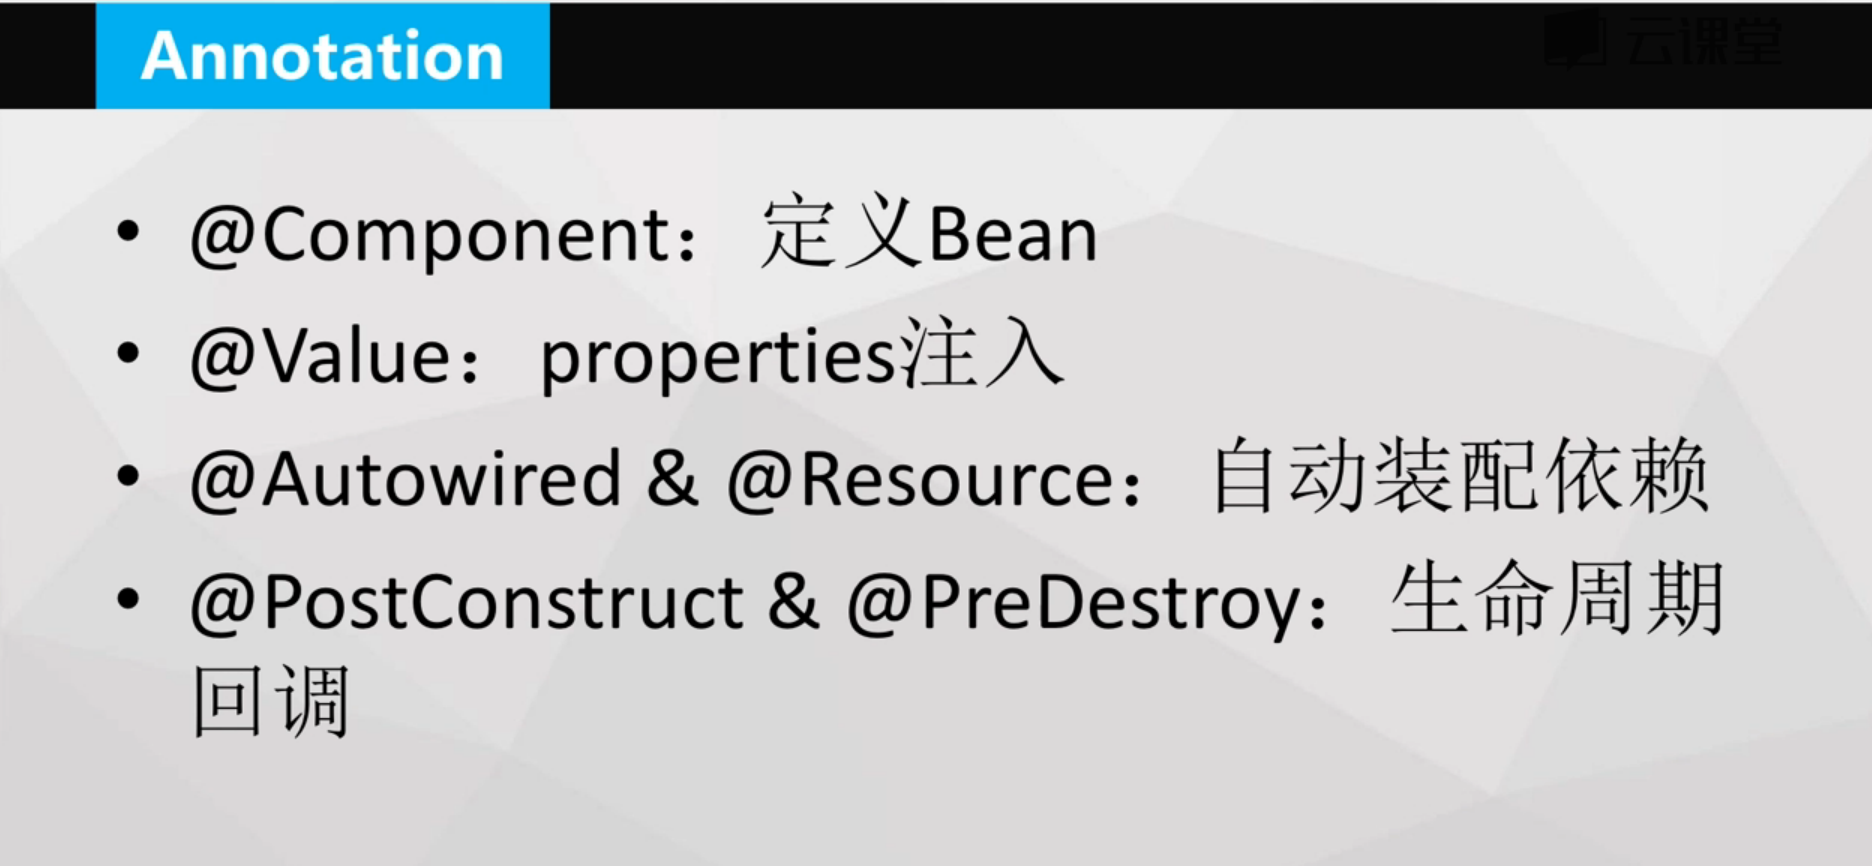 Annotation
云课堂
• @Component： 定义Bean
• @Value： properties注入
• @Autowired & @Resource： 自动装配依赖
• @PostConstruct & @PreDestroy： 生命周期
回调